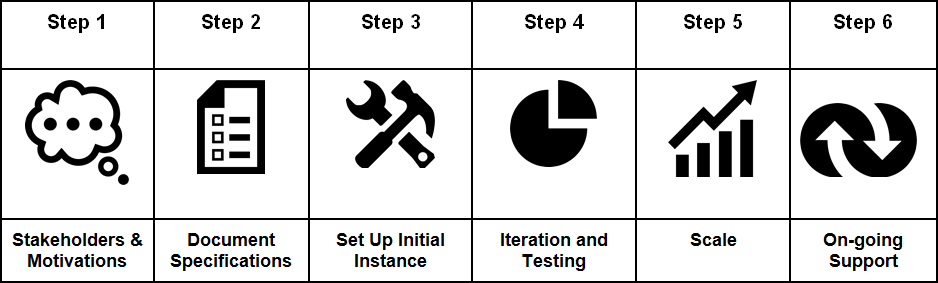 Step 1
Step 2
Step 3
Step 4
Step 5
Step 6
Stakeholders &
Motivations
Document
Specifications
Set Up Initial
Instance
Iteration and
Testing
Scale
On-going
Support